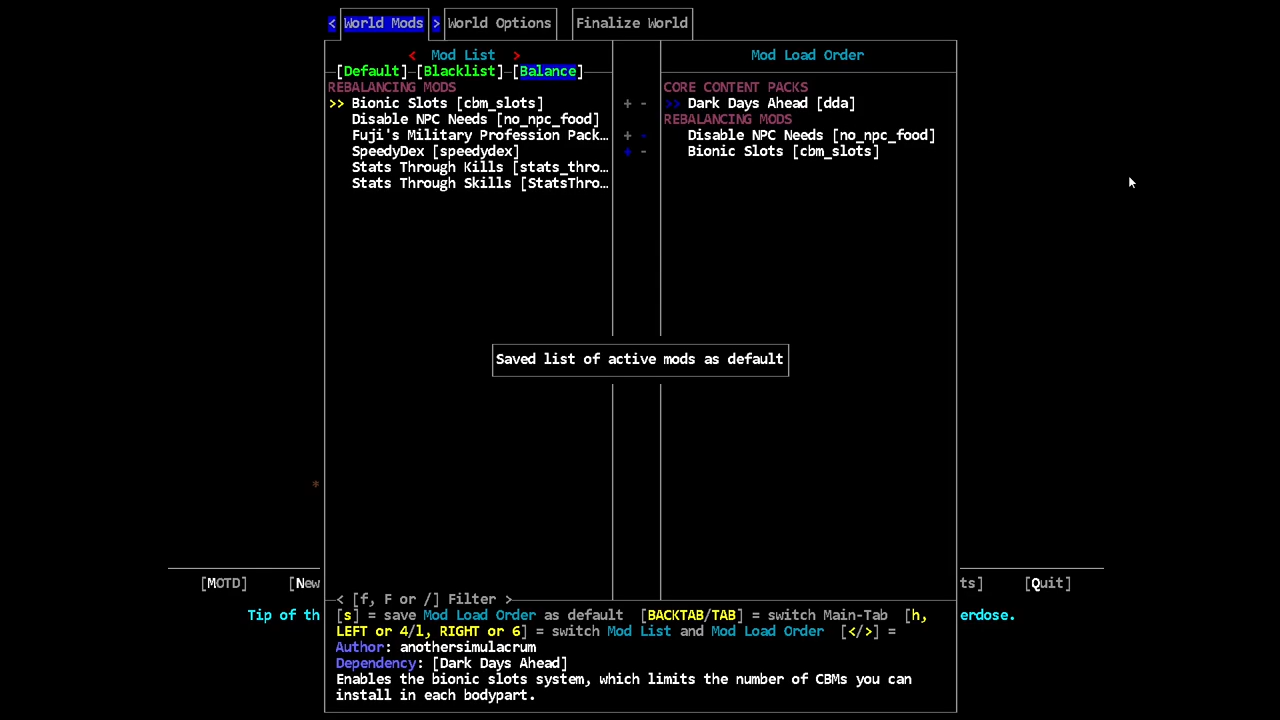 < World Mods > World Options Finalize World
< Mod List > Mod Load Order
[Default] [Blacklist] [Balance]
REBALANCING MODS CORE CONTENT PACKS
>> Bionic Slots [cbm_slots] + - >> Dark Days Ahead [dda]
Disable NPC Needs [no_npc_food] REBALANCING MODS
Fuji's Military Profession Pack… + - Disable NPC Needs [no_npc_food]
SpeedyDex [speedydex] + - Bionic Slots [cbm_slots]
Stats Through Kills [stats_thro…
Stats Through Skills [StatsThro…
Saved list of active mods as default
*
[MOTD] [New ts] [Quit]
< [f, F or /] Filter >
Tip of th [s] = save Mod Load Order as default [BACKTAB/TAB] = switch Main-Tab [h, erdose.
LEFT or 4/l, RIGHT or 6] = switch Mod List and Mod Load Order [</>] =
Author: anothersimulacrum
Dependency: [Dark Days Ahead]
Enables the bionic slots system, which limits the number of CBMs you can
install in each bodypart.